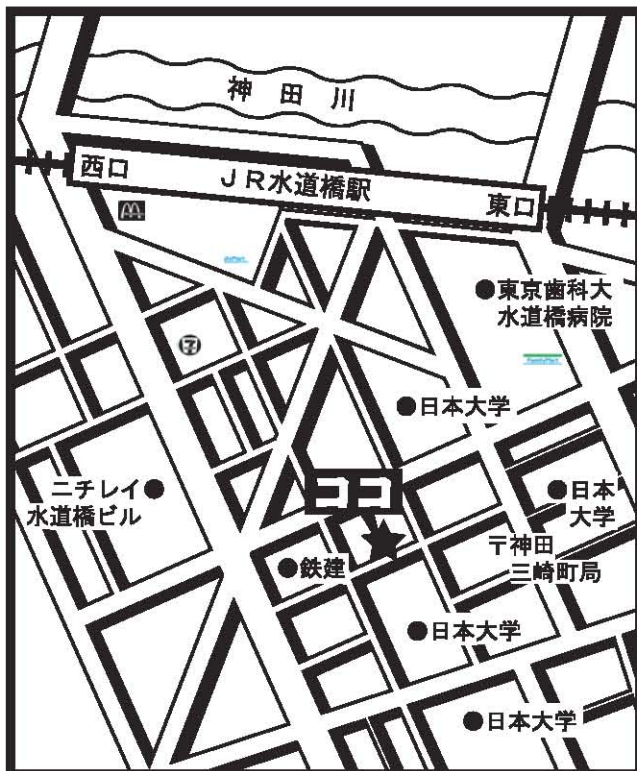 神田川
西口
JR水道橋駅
東口
東京歯科大
水道橋病院
FamilyMart
日本大学
ココ
ニチレイ
水道橋ビル
日本
大学
〒神田
三崎町局
鉄建
日本大学
日本大学